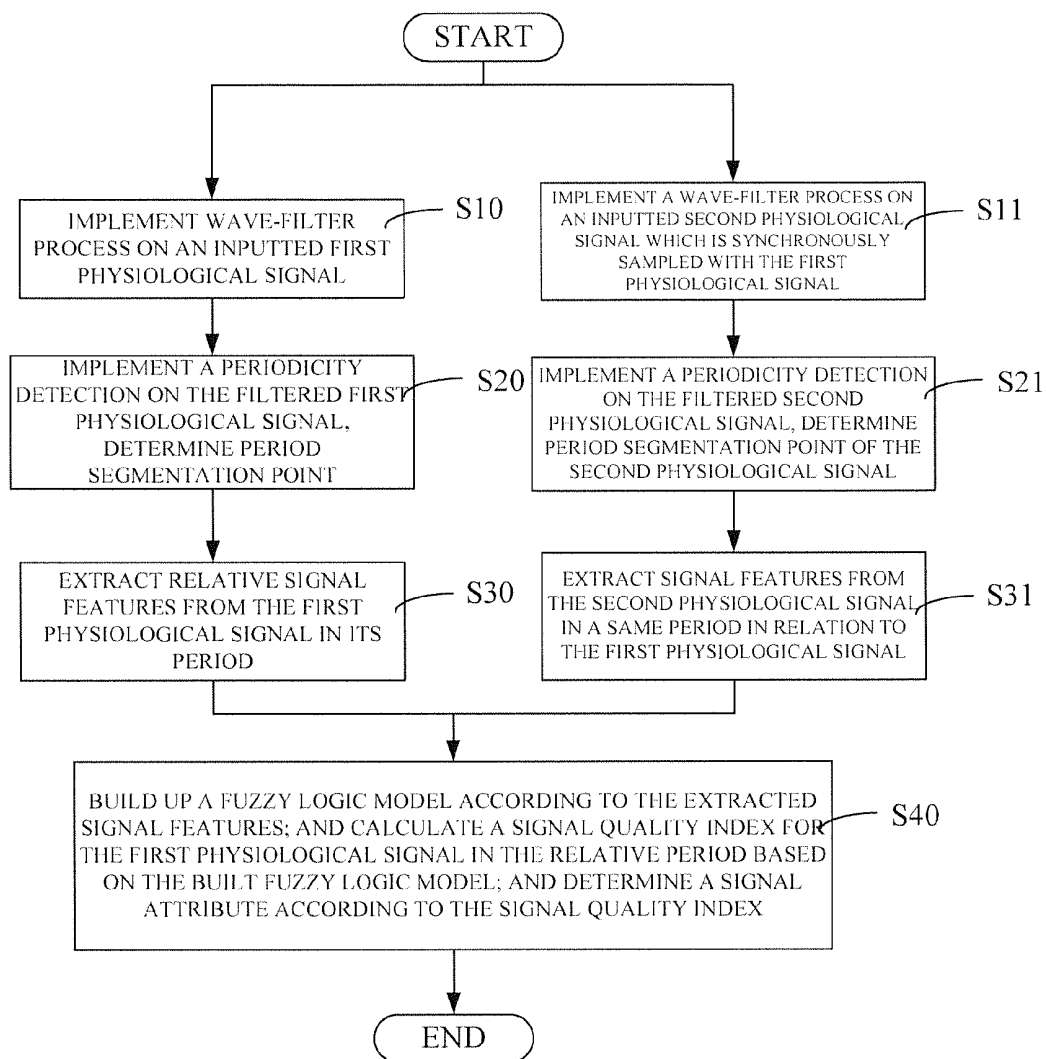 START
IMPLEMENT WAVE-FILTER
PROCESS ON AN INPUTTED FIRST
PHYSIOLOGICAL SIGNAL
S10
IMPLEMENT A WAVE-FILTER PROCESS ON
AN INPUTTED SECOND PHYSIOLOGICAL
SIGNAL WHICH IS SYNCHRONOUSLY
SAMPLED WITH THE FIRST
PHYSIOLOGICAL SIGNAL
S11
IMPLEMENT A PERIODICITY
DETECTION ON THE FILTERED FIRST
PHYSIOLOGICAL SIGNAL,
DETERMINE PERIOD
SEGMENTATION POINT
S20
IMPLEMENT A PERIODICITY DETECTION
ON THE FILTERED SECOND
PHYSIOLOGICAL SIGNAL, DETERMINE
PERIOD SEGMENTATION POINT OF THE
SECOND PHYSIOLOGICAL SIGNAL
S21
EXTRACT RELATIVE SIGNAL
FEATURES FROM THE FIRST
PHYSIOLOGICAL SIGNAL IN ITS
PERIOD
S30
EXTRACT SIGNAL FEATURES FROM
THE SECOND PHYSIOLOGICAL SIGNAL
IN A SAME PERIOD IN RELATION TO
THE FIRST PHYSIOLOGICAL SIGNAL
S31
BUILD UP A FUZZY LOGIC MODEL ACCORDING TO THE EXTRACTED
SIGNAL FEATURES; AND CALCULATE A SIGNAL QUALITY INDEX FOR
THE FIRST PHYSIOLOGICAL SIGNAL IN THE RELATIVE PERIOD BASED
ON THE BUILT FUZZY LOGIC MODEL; AND DETERMINE A SIGNAL
ATTRIBUTE ACCORDING TO THE SIGNAL QUALITY INDEX
S40
END